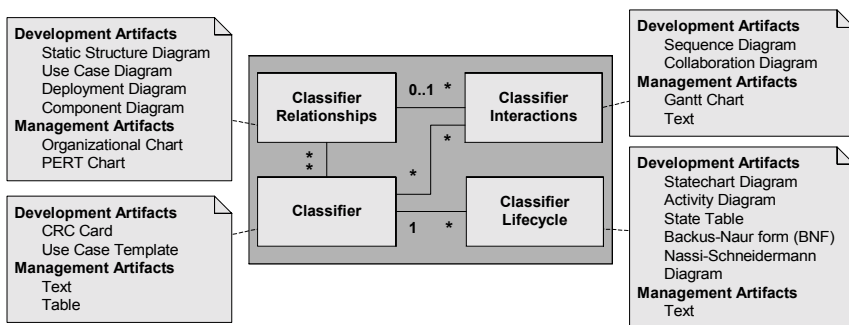 Development Artifacts
Static Structure Diagram
Use Case Diagram
Deployment Diagram
Component Diagram
Management Artifacts
Organizational Chart
PERT Chart
Development Artifacts
CRC Card
Use Case Template
Management Artifacts
Text
Table
Classifier
Relationships
0..1 *
Classifier
Interactions
*
*
*
*
Classifier
1 *
Classifier
Lifecycle
Development Artifacts
Sequence Diagram
Collaboration Diagram
Management Artifacts
Gantt Chart
Text
Development Artifacts
Statechart Diagram
Activity Diagram
State Table
Backus-Naur form (BNF)
Nassi-Schneidermann
Diagram
Management Artifacts
Text